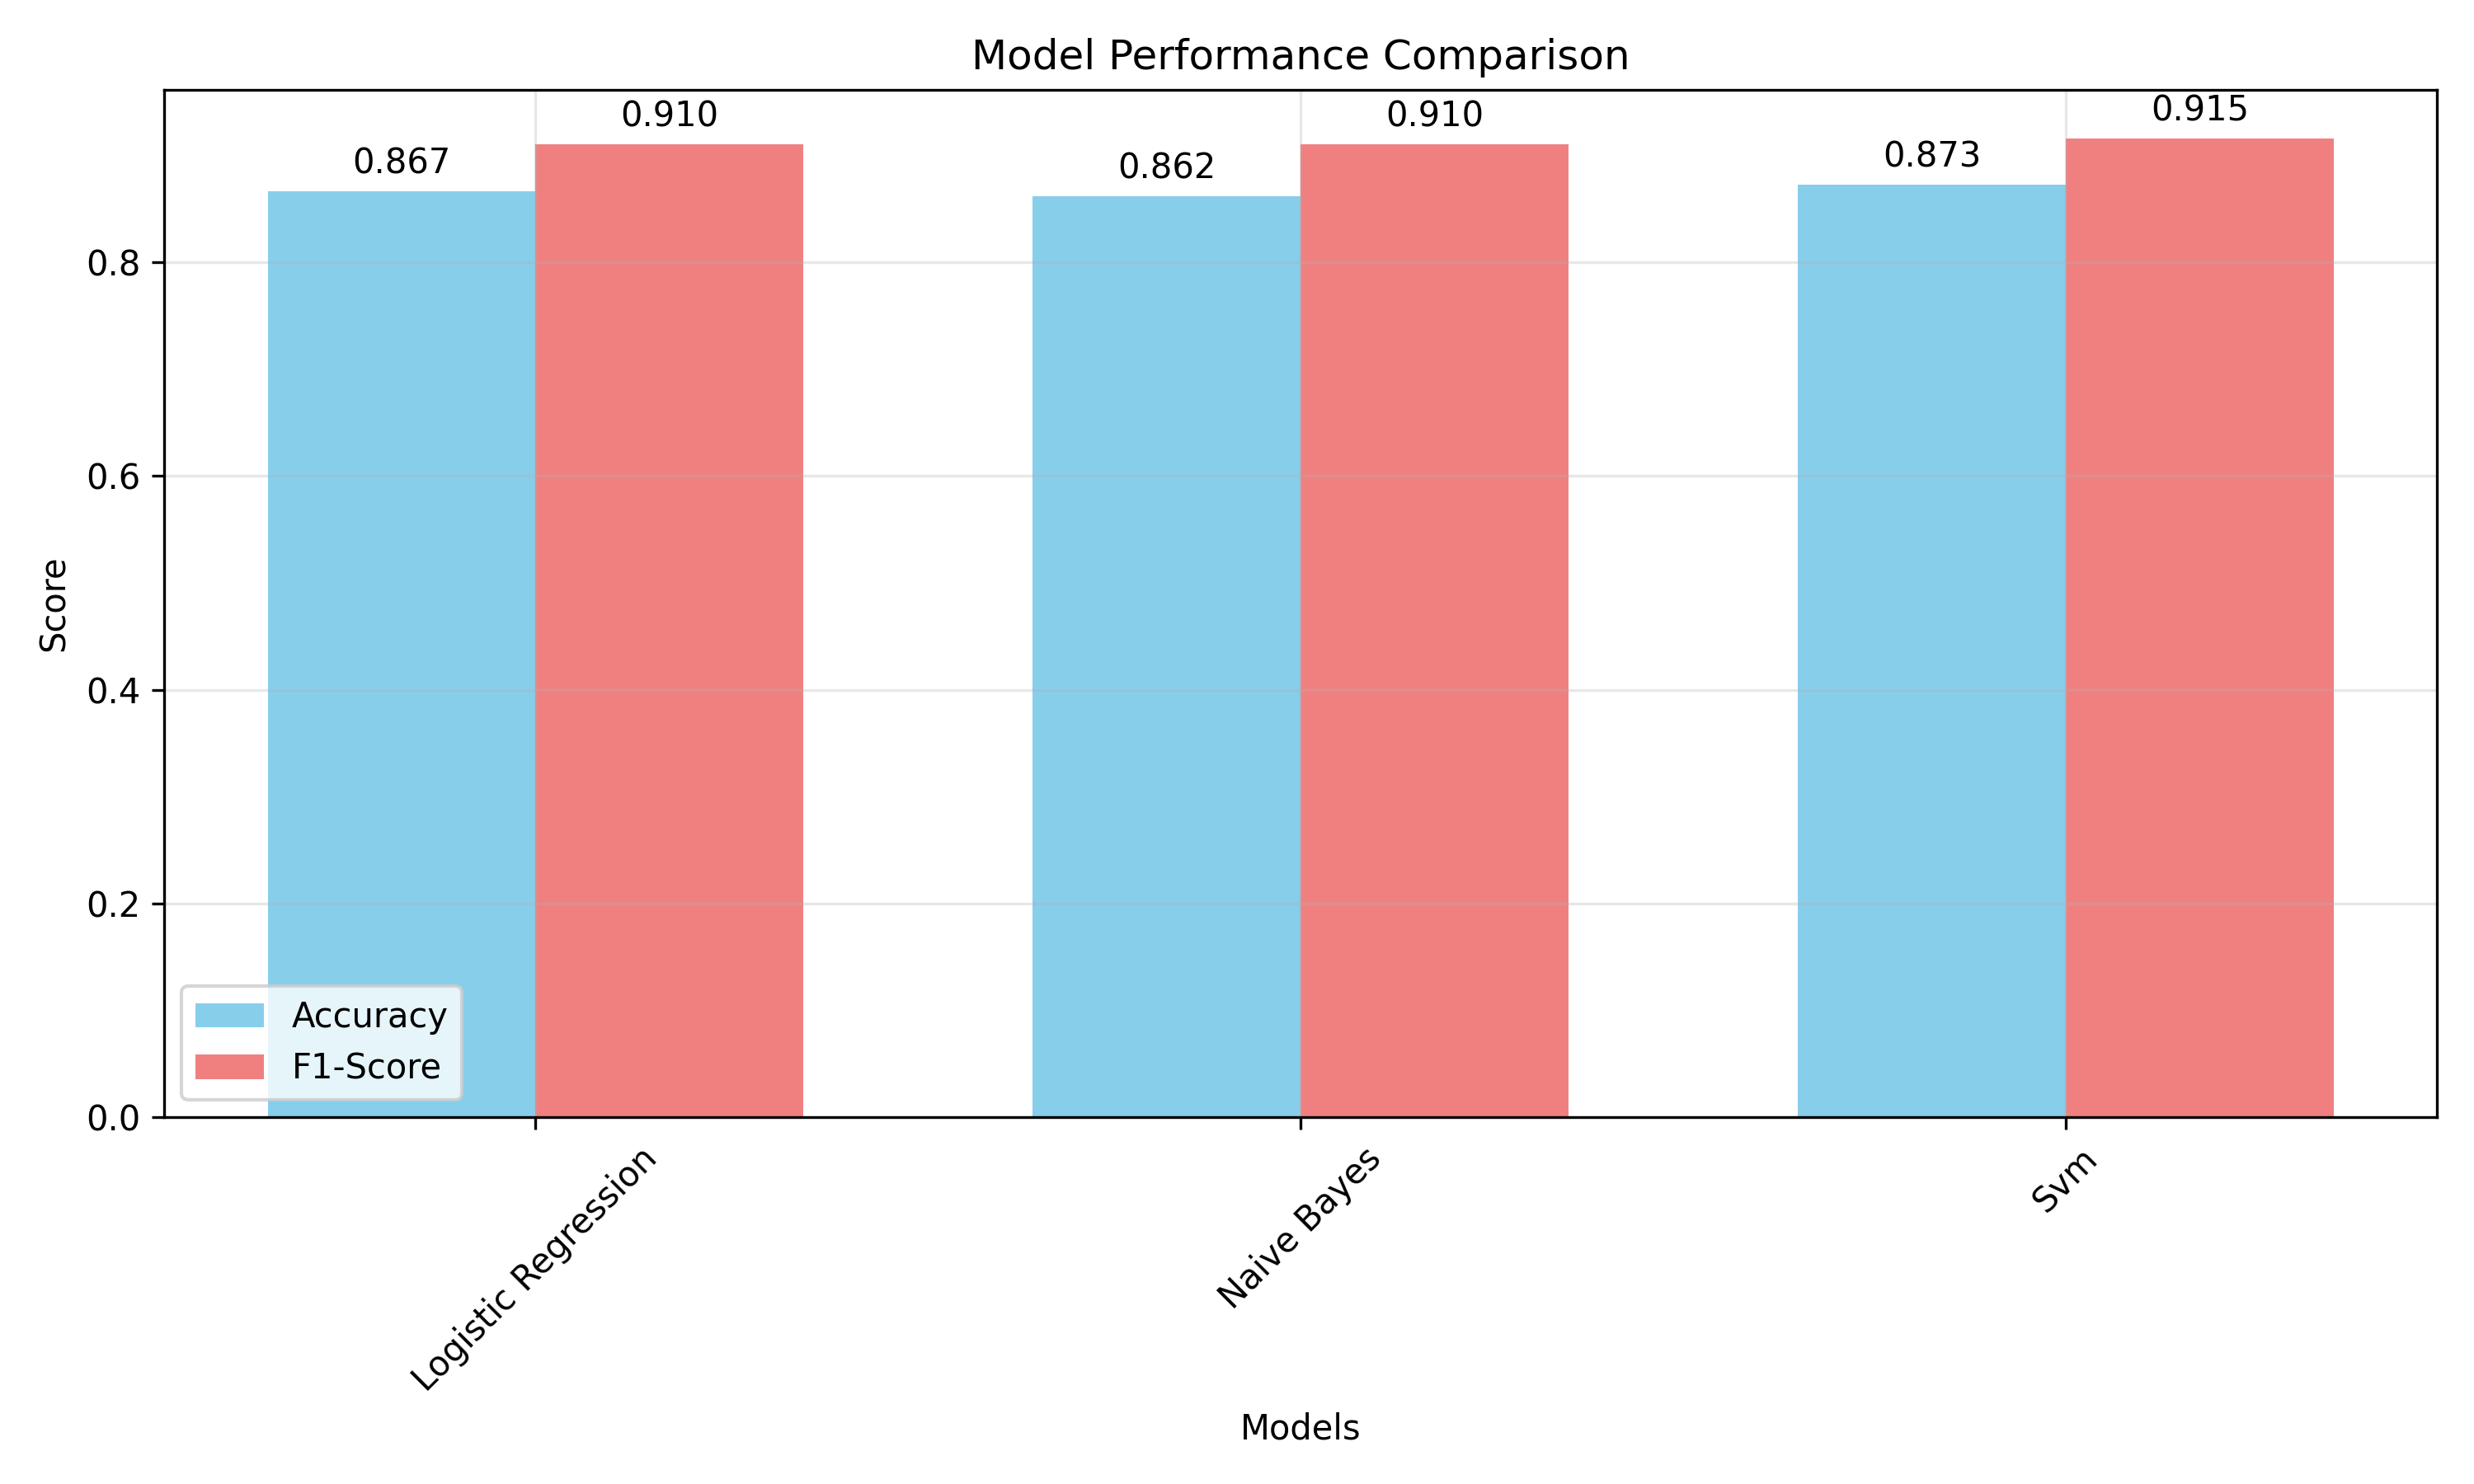 Model Performance Comparison
0.867
0.910
0.862
0.910
0.873
0.915
0.8
0.6
0.4
0.2
0.0
Score
Accuracy
F1-Score
Logistic Regression
Naive Bayes
Svm
Models